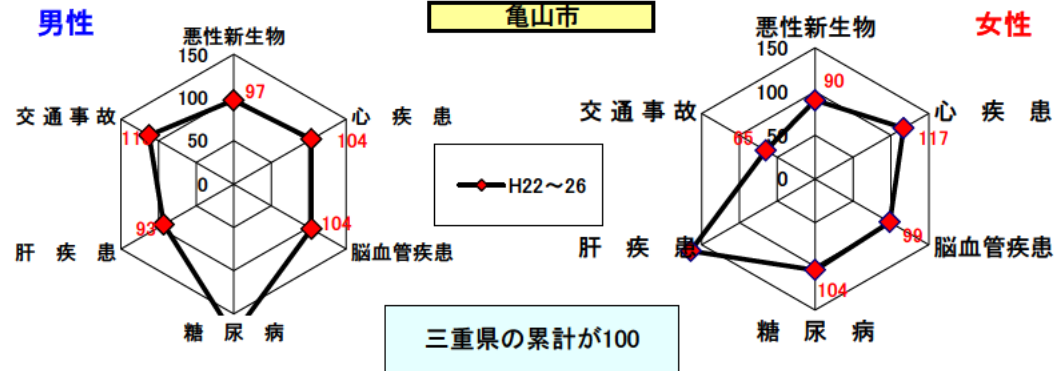 男性
亀山市
女性
悪性新生物
150
100
50
0
97
心疾患
104
脳血管疾患
104
糖尿病
肝疾患
93
交通事故
H22～26
悪性新生物
150
100
50
0
90
心疾患
117
脳血管疾患
99
糖尿病
104
肝疾患
交通事故
65
三重県の累計が100